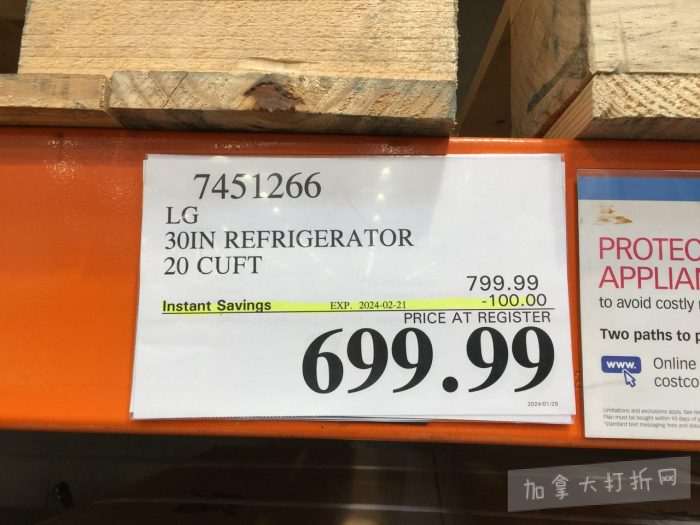 7451266
LG
30IN REFRIGERATOR
20 CUFT
799.99
Instant Savings EXP. 2024-02-21 -100.00
PRICE AT REGISTER
699.99
2024/01/29
PROTEC
APPLIAN
to avoid costly
Two paths to p
www. Online
costco
加拿大打折网